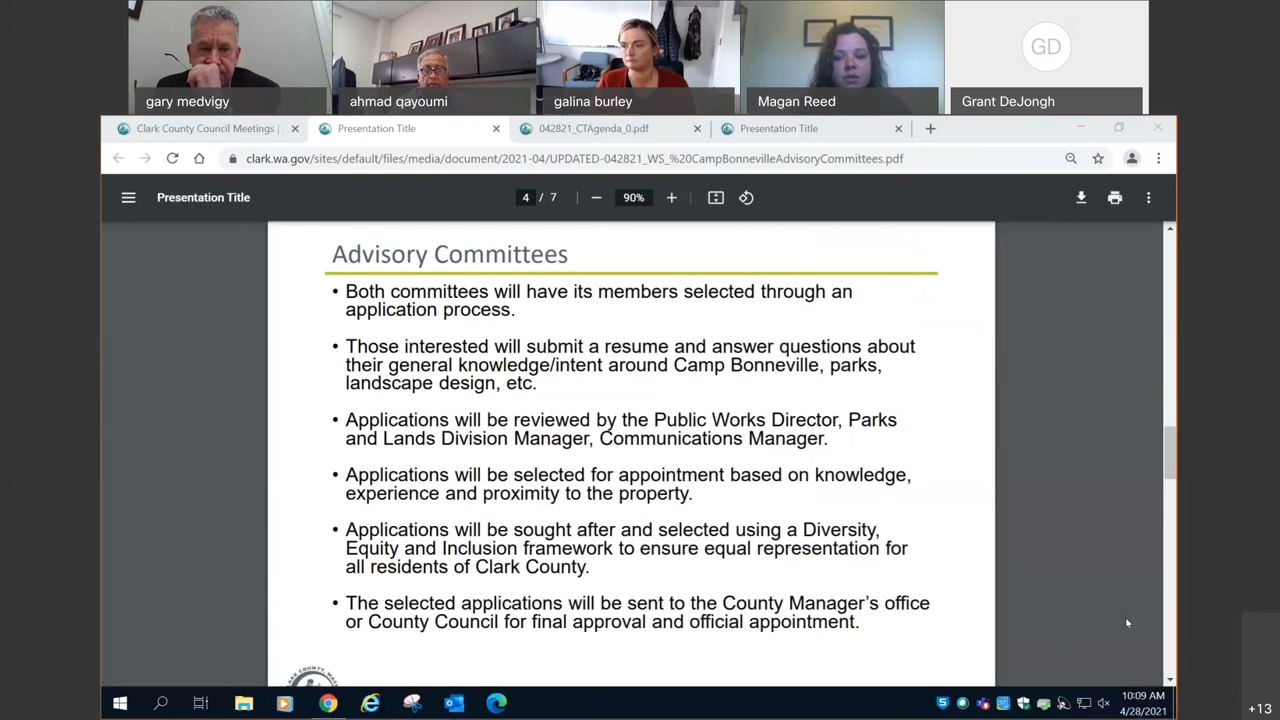 GD
gary medvigy
ahmad qayoumi
galina burley
Magan Reed
Grant DeJongh
Clark County Council Meetings |
Presentation Title
042821_CTAgenda_0.pdf
Presentation Title
clark.wa.gov/sites/default/files/media/document/2021-04/UPDATED-042821_WS_%20CampBonnevilleAdvisoryCommittees.pdf
Presentation Title
4 / 7
90%
Advisory Committees
• Both committees will have its members selected through an
application process.
• Those interested will submit a resume and answer questions about
their general knowledge/intent around Camp Bonneville, parks,
landscape design, etc.
• Applications will be reviewed by the Public Works Director, Parks
and Lands Division Manager, Communications Manager.
• Applications will be selected for appointment based on knowledge,
experience and proximity to the property.
• Applications will be sought after and selected using a Diversity,
Equity and Inclusion framework to ensure equal representation for
all residents of Clark County.
• The selected applications will be sent to the County Manager’s office
or County Council for final approval and official appointment.
10:09 AM
4/28/2021
+13